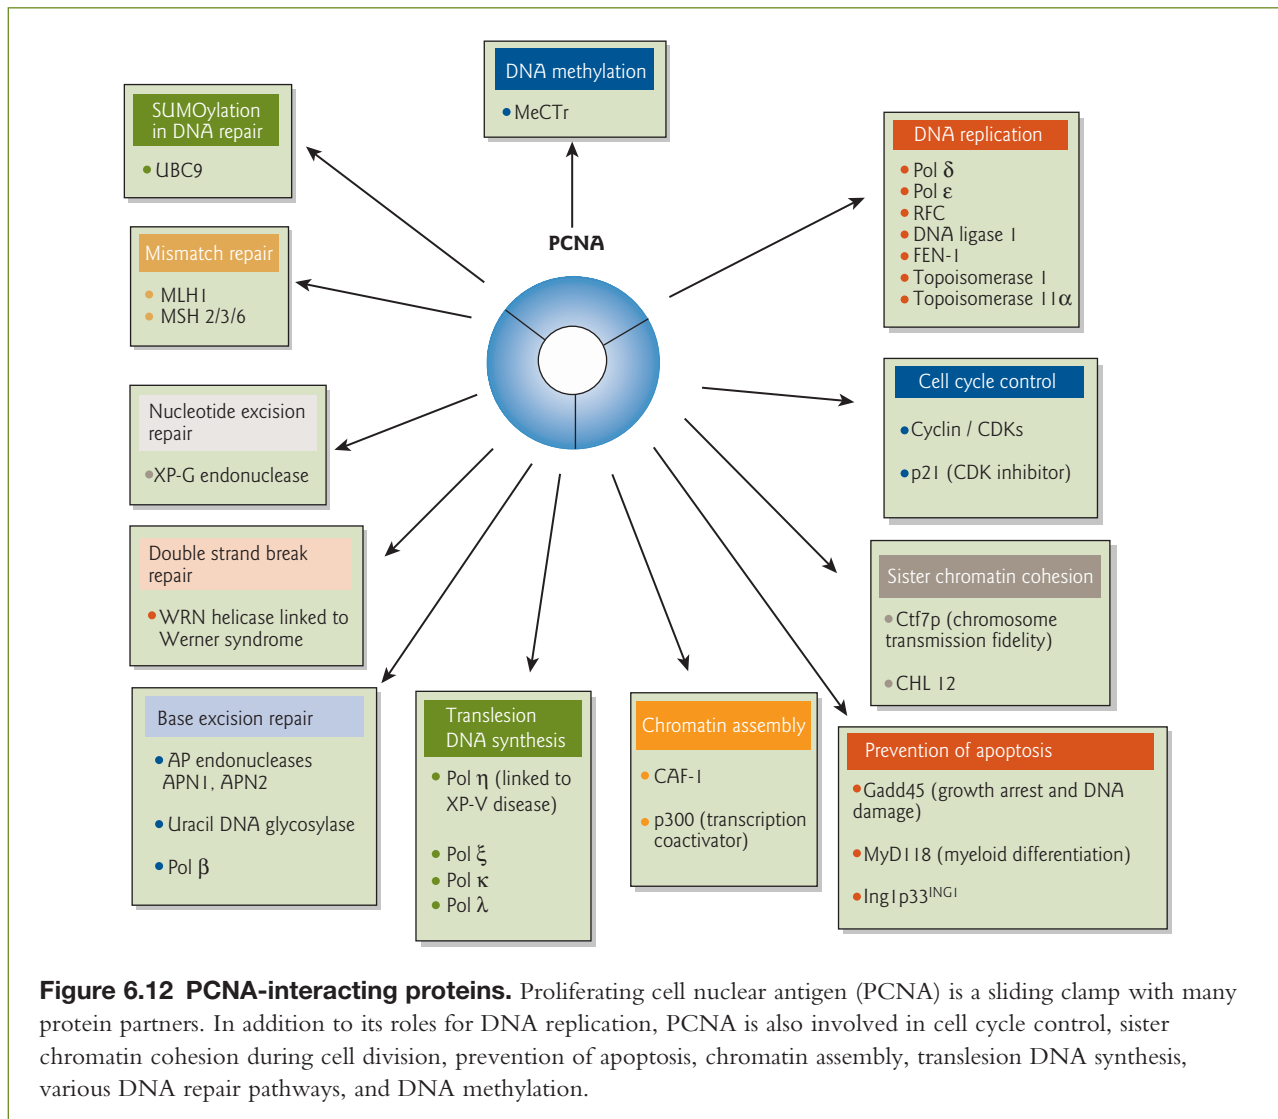 DNA methylation
• MeCTr
SUMOylation
in DNA repair
• UBC9
DNA replication
• Pol δ
• Pol ε
• RFC
• DNA ligase 1
• FEN-1
• Topoisomerase 1
• Topoisomerase 11α
PCNA
Mismatch repair
• MLH1
• MSH 2/3/6
Cell cycle control
• Cyclin / CDKs
• p21 (CDK inhibitor)
Nucleotide excision
repair
• XP-G endonuclease
Double strand break
repair
• WRN helicase linked to
Werner syndrome
Sister chromatin cohesion
• Ctf7p (chromosome
transmission fidelity)
• CHL 12
Base excision repair
• AP endonucleases
APN1, APN2
• Uracil DNA glycosylase
• Pol β
Translesion
DNA synthesis
• Pol η (linked to
XP-V disease)
• Pol ξ
• Pol κ
• Pol λ
Chromatin assembly
• CAF-1
• p300 (transcription
coactivator)
Prevention of apoptosis
• Gadd45 (growth arrest and DNA
damage)
• MyD118 (myeloid differentiation)
• Ing1p33ING1
Figure 6.12 PCNA-interacting proteins. Proliferating cell nuclear antigen (PCNA) is a sliding clamp with many
protein partners. In addition to its roles for DNA replication, PCNA is also involved in cell cycle control, sister
chromatin cohesion during cell division, prevention of apoptosis, chromatin assembly, translesion DNA synthesis,
various DNA repair pathways, and DNA methylation.